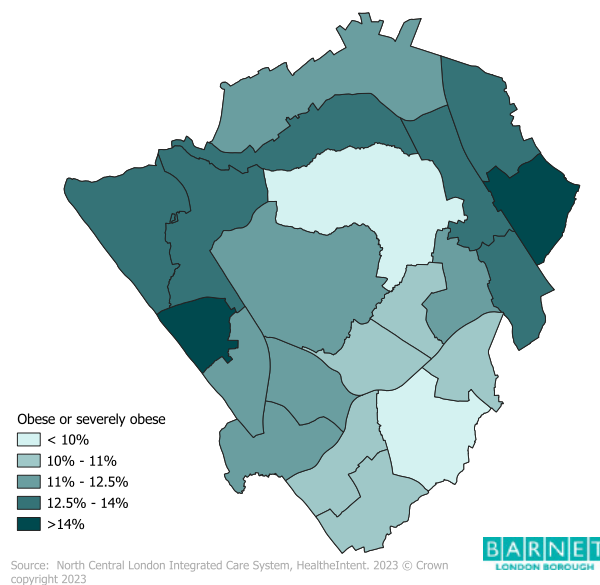 Obese or severely obese
< 10%
10% - 11%
11% - 12.5%
12.5% - 14%
>14%
BARNET
LONDON BOROUGH
Source:  North Central London Integrated Care System, HealtheIntent. 2023 © Crown
copyright 2023